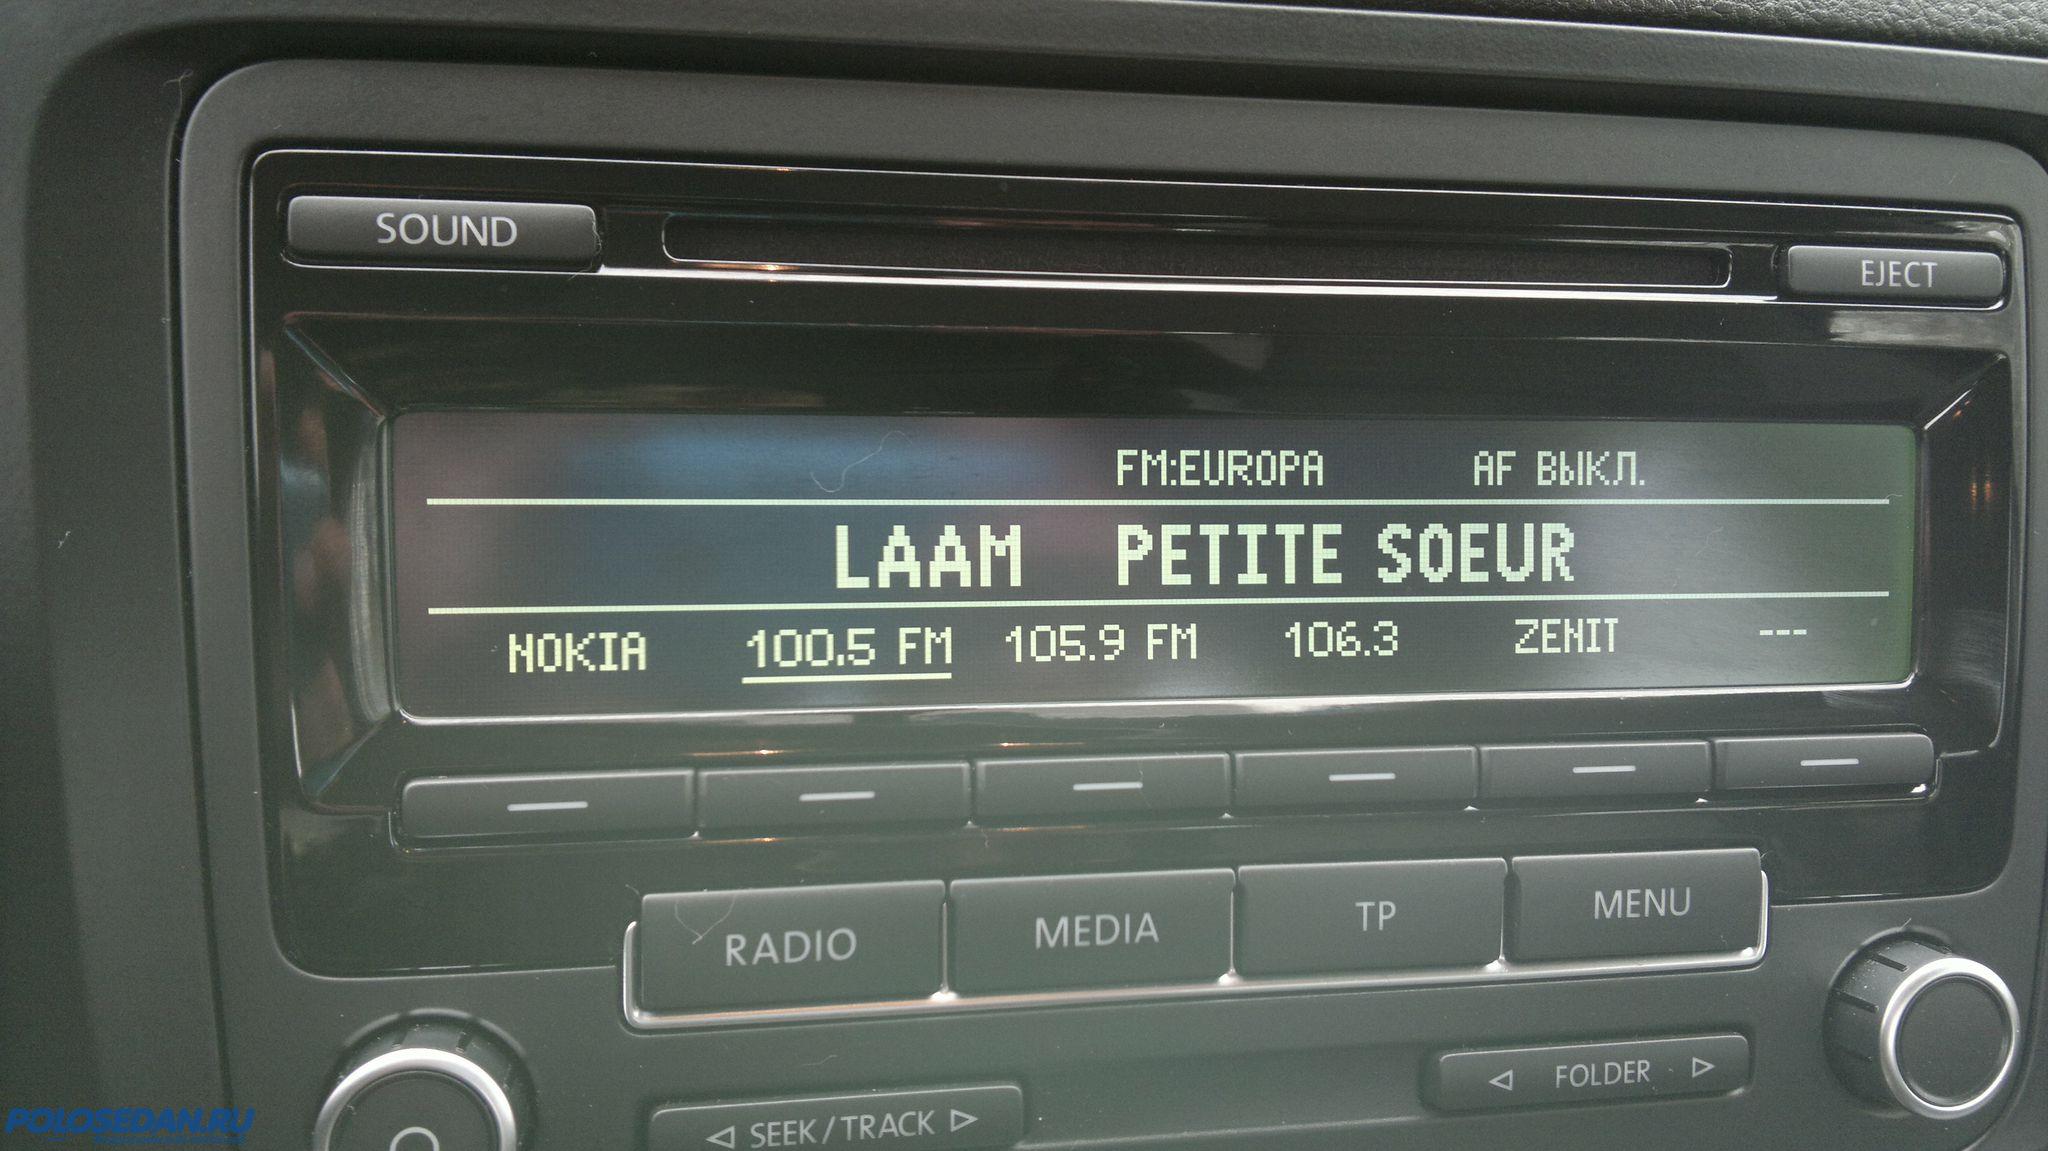 SOUND
EJECT
FM:EUROPA AF ВЫКЛ.
LAAM PETITE SOEUR
NOKIA 100.5 FM 105.9 FM 106.3 ZENIT ---
RADIO MEDIA TP MENU
◁ FOLDER ▷
◁ SEEK / TRACK ▷
POLOSEDAN.RU